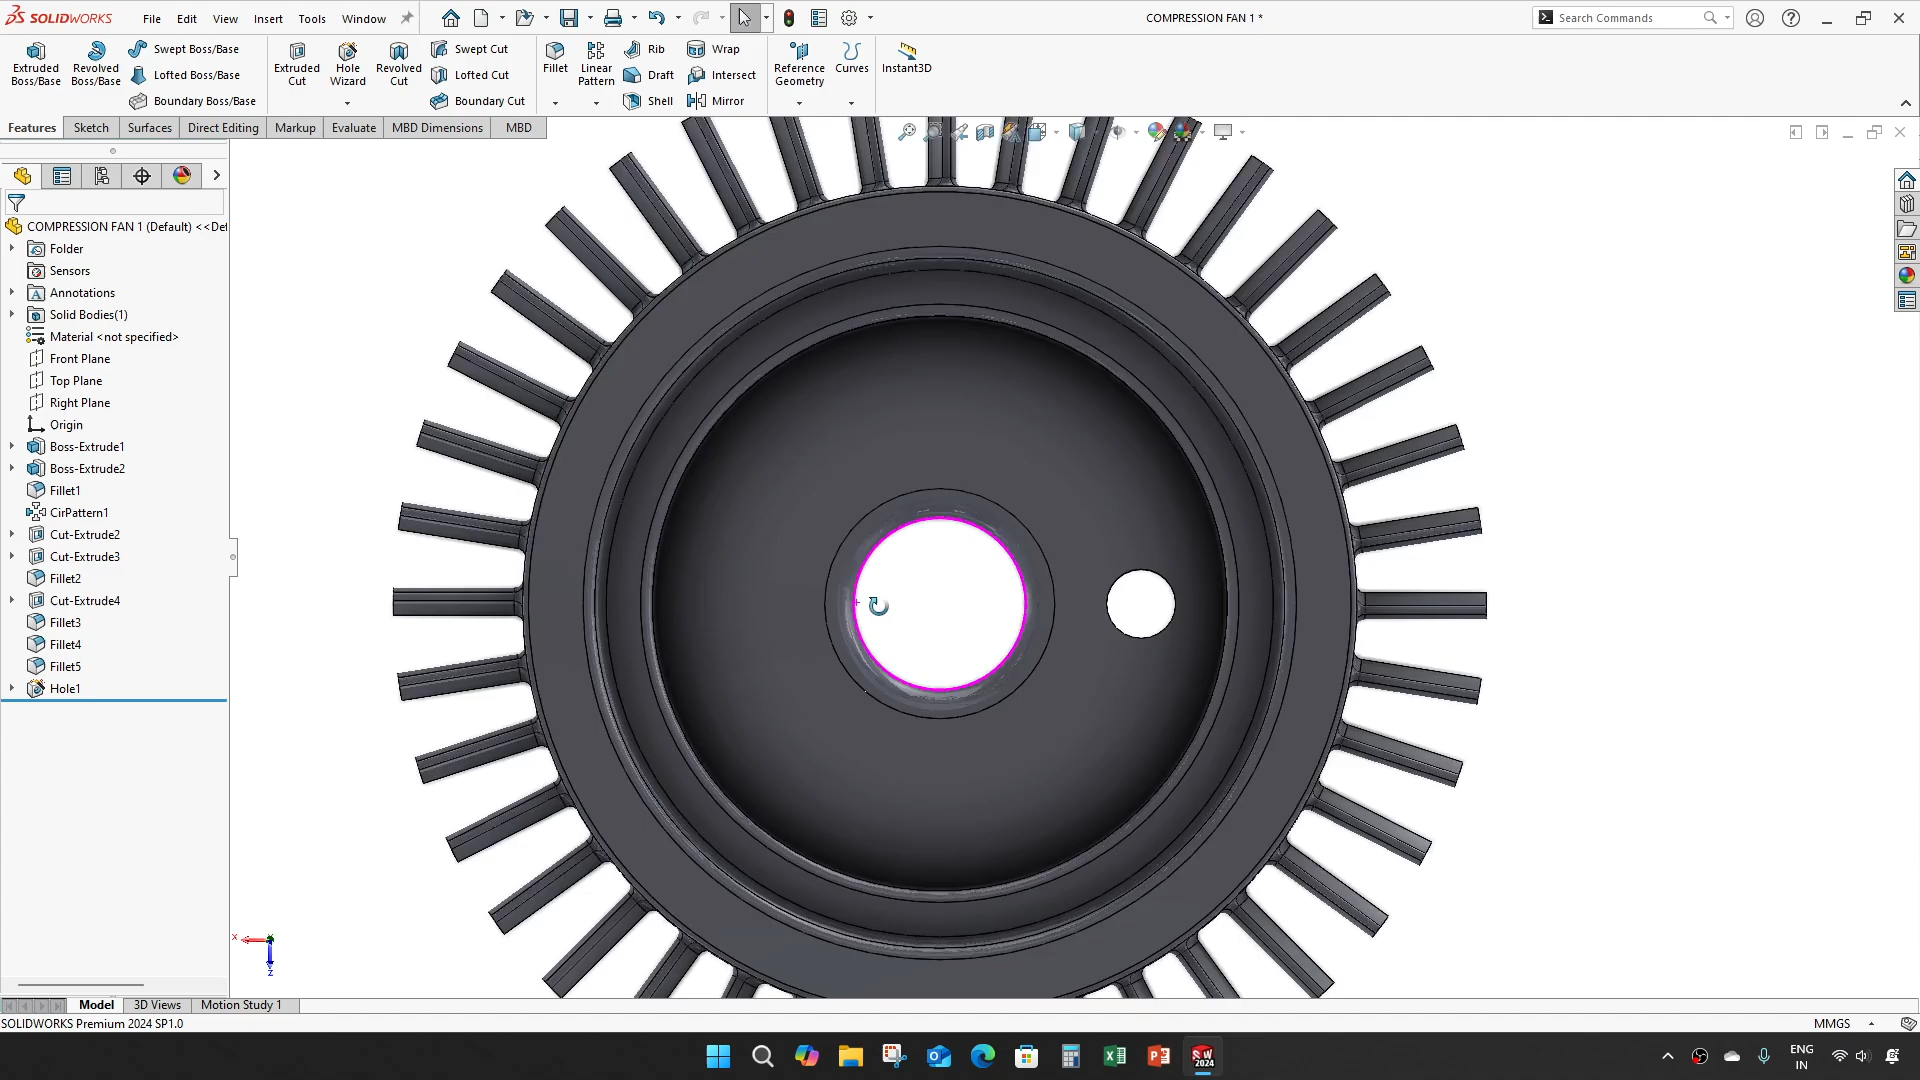 SOLIDWORKS File Edit View Insert Tools Window COMPRESSION FAN 1 * Search Commands
Extruded Boss/Base
Revolved Boss/Base
Swept Boss/Base
Lofted Boss/Base
Boundary Boss/Base
Extruded Cut
Hole Wizard
Revolved Cut
Swept Cut
Lofted Cut
Boundary Cut
Fillet
Linear Pattern
Rib
Draft
Shell
Wrap
Intersect
Mirror
Reference Geometry
Curves
Instant3D
Features Sketch Surfaces Direct Editing Markup Evaluate MBD Dimensions MBD
COMPRESSION FAN 1 (Default) <<De
Folder
Sensors
Annotations
Solid Bodies(1)
Material <not specified>
Front Plane
Top Plane
Right Plane
Origin
Boss-Extrude1
Boss-Extrude2
Fillet1
CirPattern1
Cut-Extrude2
Cut-Extrude3
Fillet2
Cut-Extrude4
Fillet3
Fillet4
Fillet5
Hole1
X
Z
Model 3D Views Motion Study 1
SOLIDWORKS Premium 2024 SP1.0 MMGS
SW 2024
ENG
IN